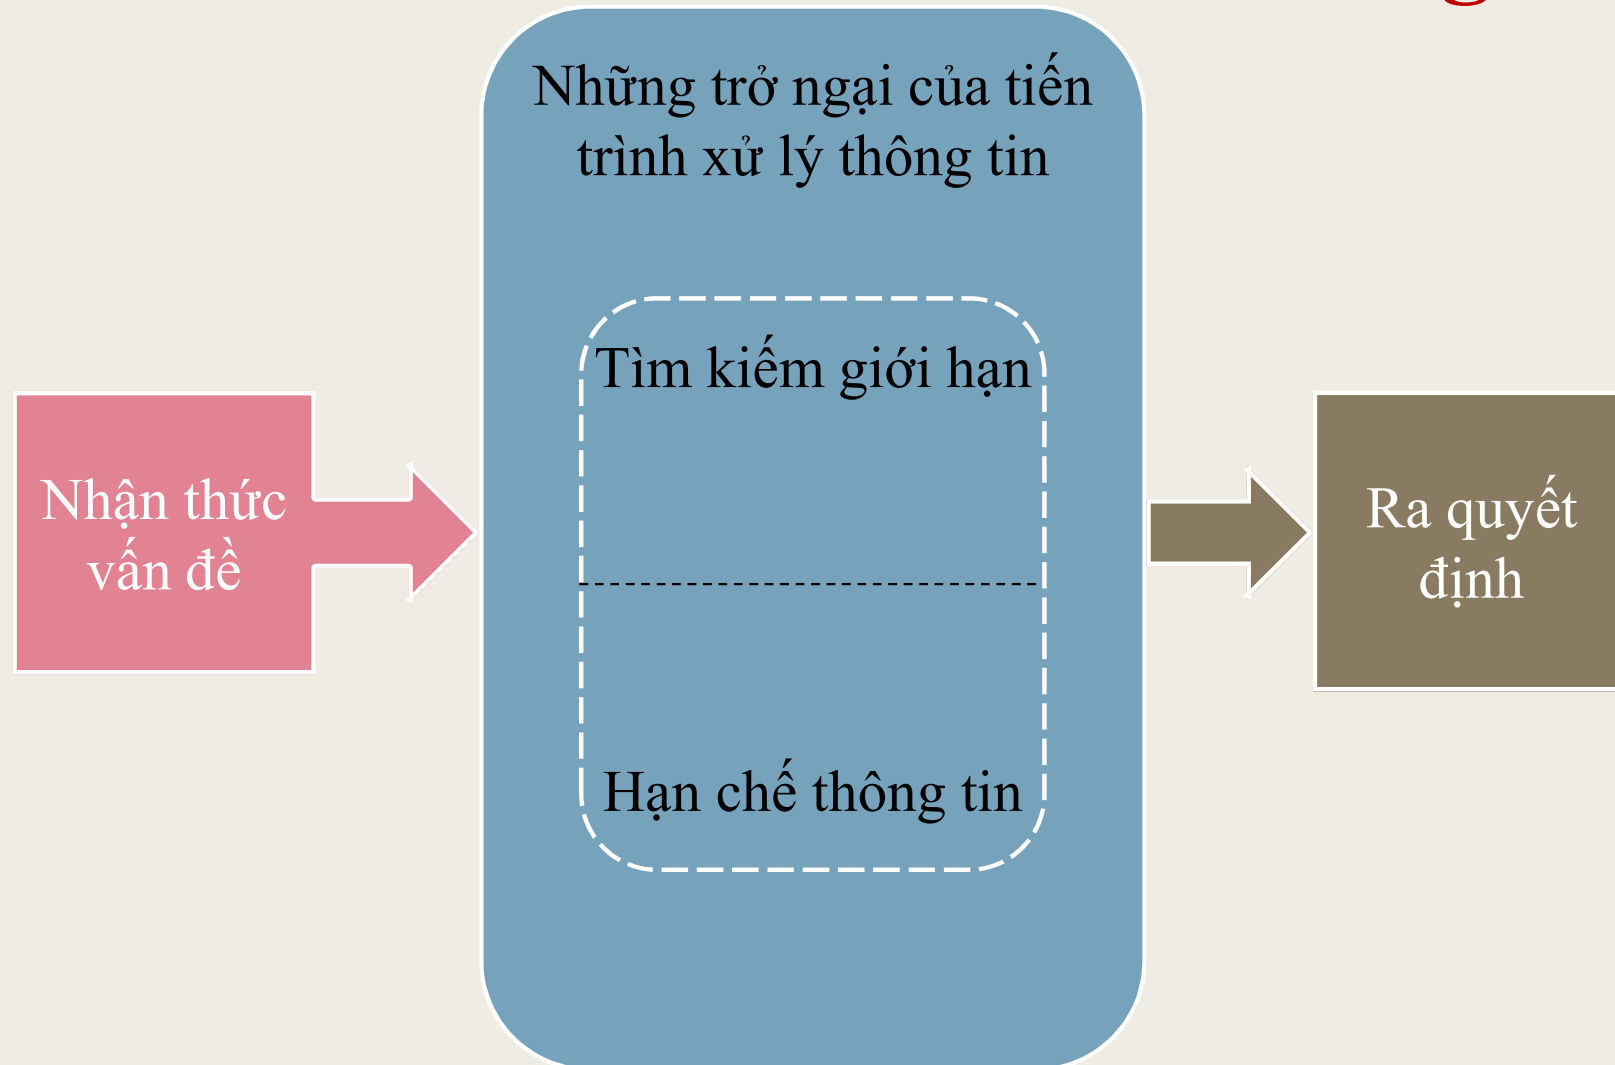 Những trở ngại của tiến
trình xử lý thông tin
Tìm kiếm giới hạn
Nhận thức
vấn đề
Ra quyết
định
Hạn chế thông tin